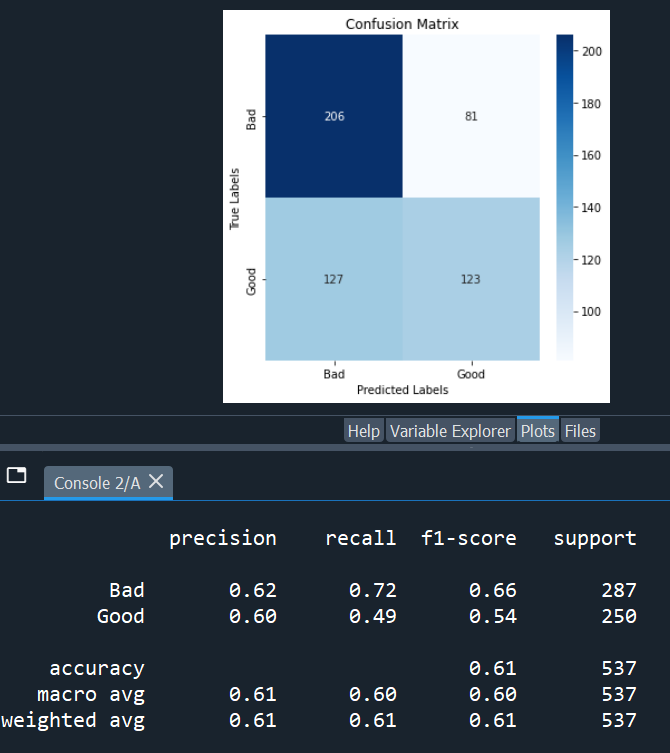 Confusion Matrix
200
Bad
206
81
180
160
True Labels
140
120
Good
127
123
100
Bad
Good
Predicted Labels
Help Variable Explorer Plots Files
Console 2/A
precision recall f1-score support
Bad 0.62 0.72 0.66 287
Good 0.60 0.49 0.54 250
accuracy 0.61 537
macro avg 0.61 0.60 0.60 537
weighted avg 0.61 0.61 0.61 537